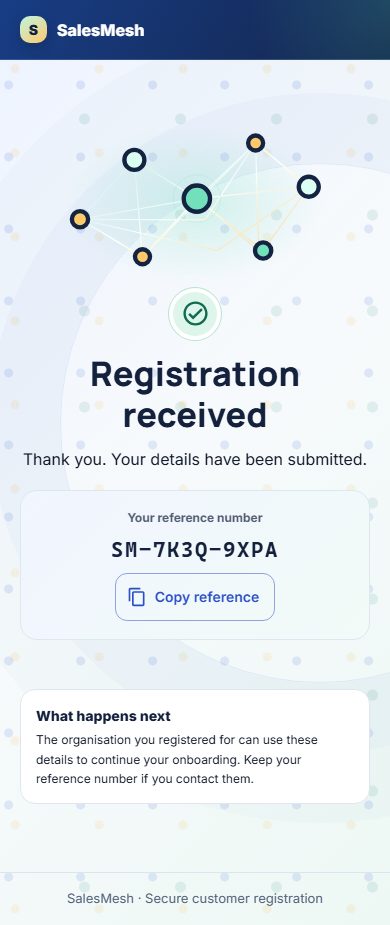 S SalesMesh
Registration
received
Thank you. Your details have been submitted.
Your reference number
SM-7K3Q-9XPA
Copy reference
What happens next
The organisation you registered for can use these
details to continue your onboarding. Keep your
reference number if you contact them.
SalesMesh · Secure customer registration